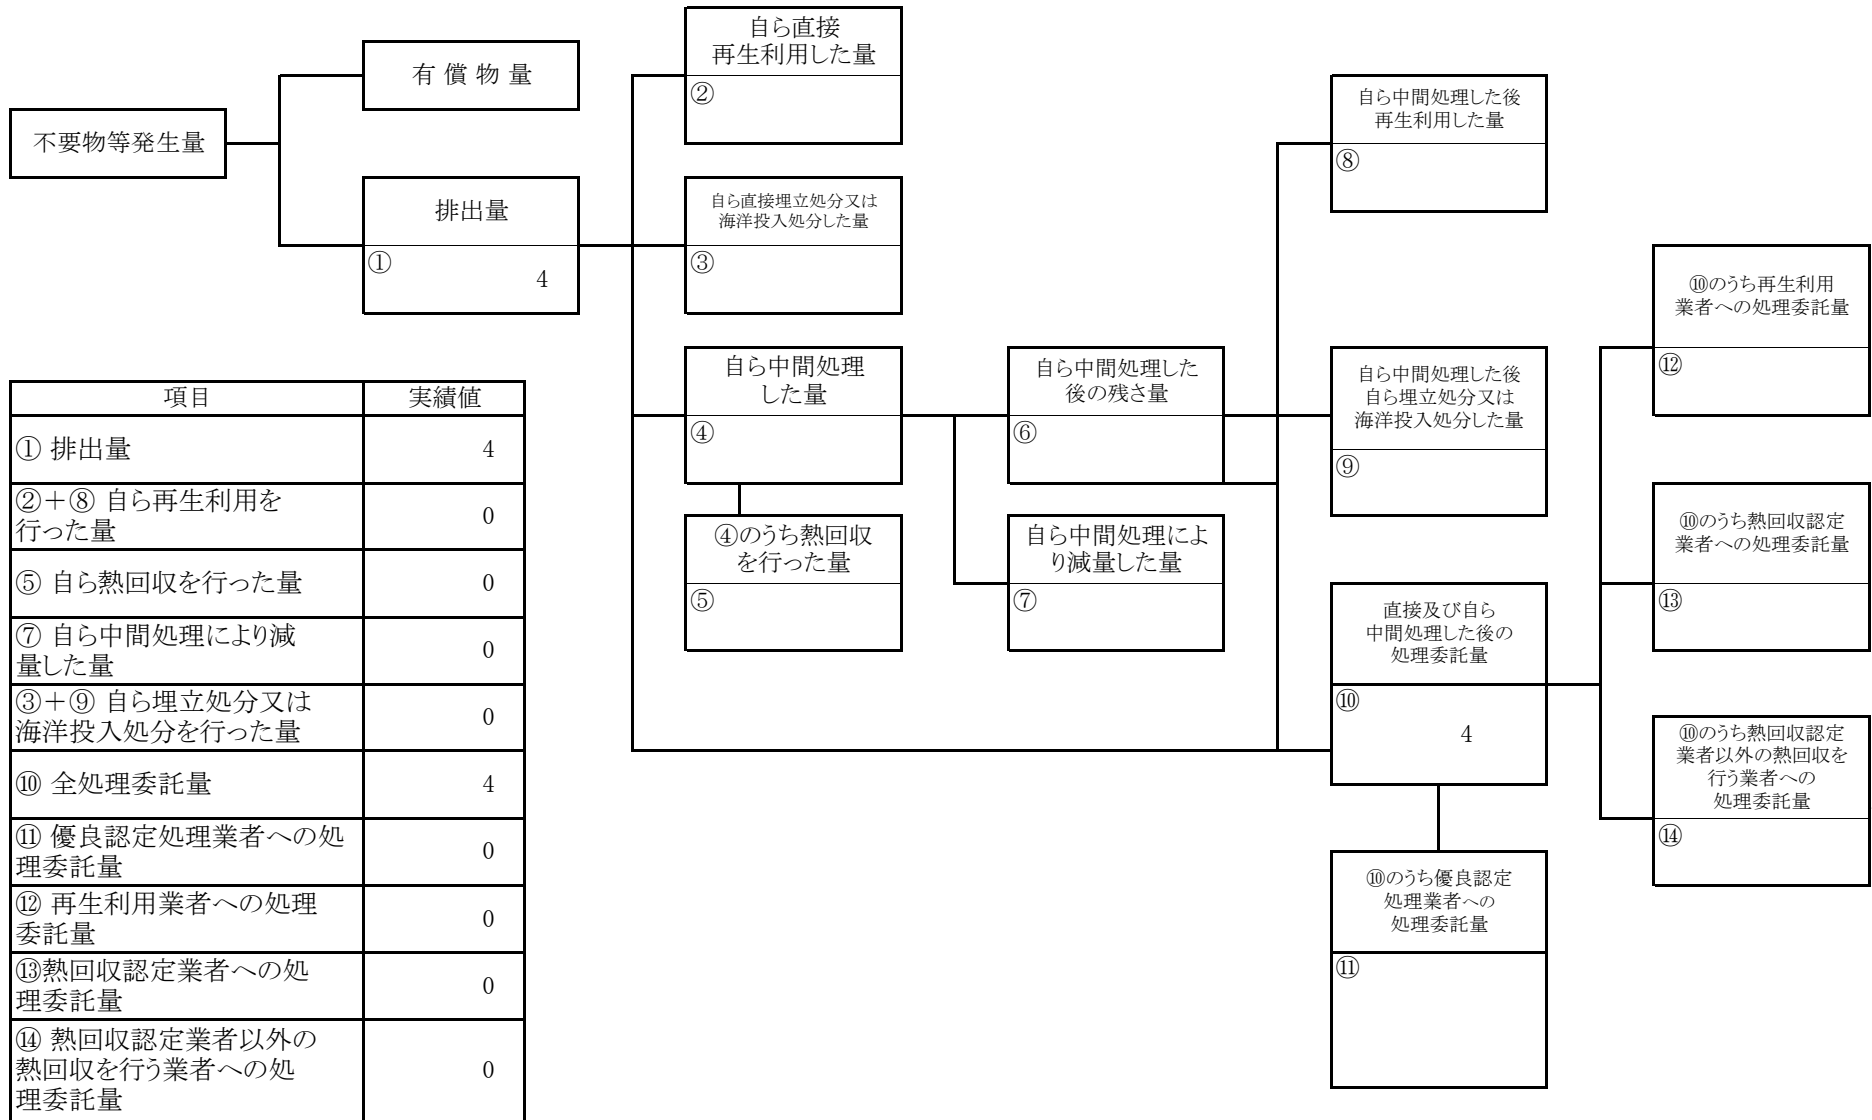 不要物等発生量
有 償 物 量
排出量
①
4
自ら直接
再生利用した量
②
自ら直接埋立処分又は
海洋投入処分した量
③
自ら中間処理
した量
④
④のうち熱回収
を行った量
⑤
自ら中間処理した
後の残さ量
⑥
自ら中間処理によ
り減量した量
⑦
自ら中間処理した後
再生利用した量
⑧
自ら中間処理した後
自ら埋立処分又は
海洋投入処分した量
⑨
直接及び自ら
中間処理した後の
処理委託量
⑩
4
⑩のうち優良認定
処理業者への
処理委託量
⑪
⑩のうち再生利用
業者への処理委託量
⑫
⑩のうち熱回収認定
業者への処理委託量
⑬
⑩のうち熱回収認定
業者以外の熱回収を
行う業者への
処理委託量
⑭
項目 実績値
① 排出量 4
②＋⑧ 自ら再生利用を
行った量 0
⑤ 自ら熱回収を行った量 0
⑦ 自ら中間処理により減
量した量 0
③＋⑨ 自ら埋立処分又は
海洋投入処分を行った量 0
⑩ 全処理委託量 4
⑪ 優良認定処理業者への処
理委託量 0
⑫ 再生利用業者への処理
委託量 0
⑬熱回収認定業者への処
理委託量 0
⑭ 熱回収認定業者以外の
熱回収を行う業者への処
理委託量 0